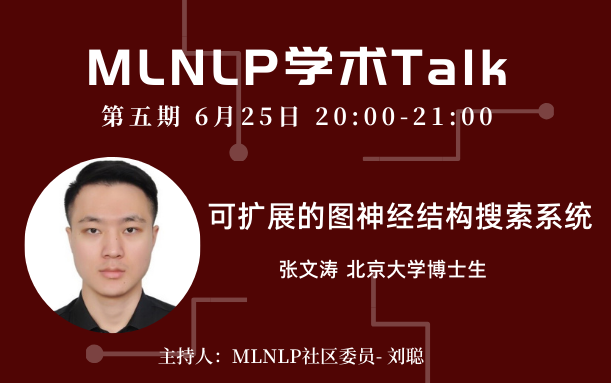 MLNLP学术Talk
第五期 6月25日 20:00-21:00
可扩展的图神经结构搜索系统
张文涛 北京大学博士生
主持人：MLNLP社区委员- 刘聪